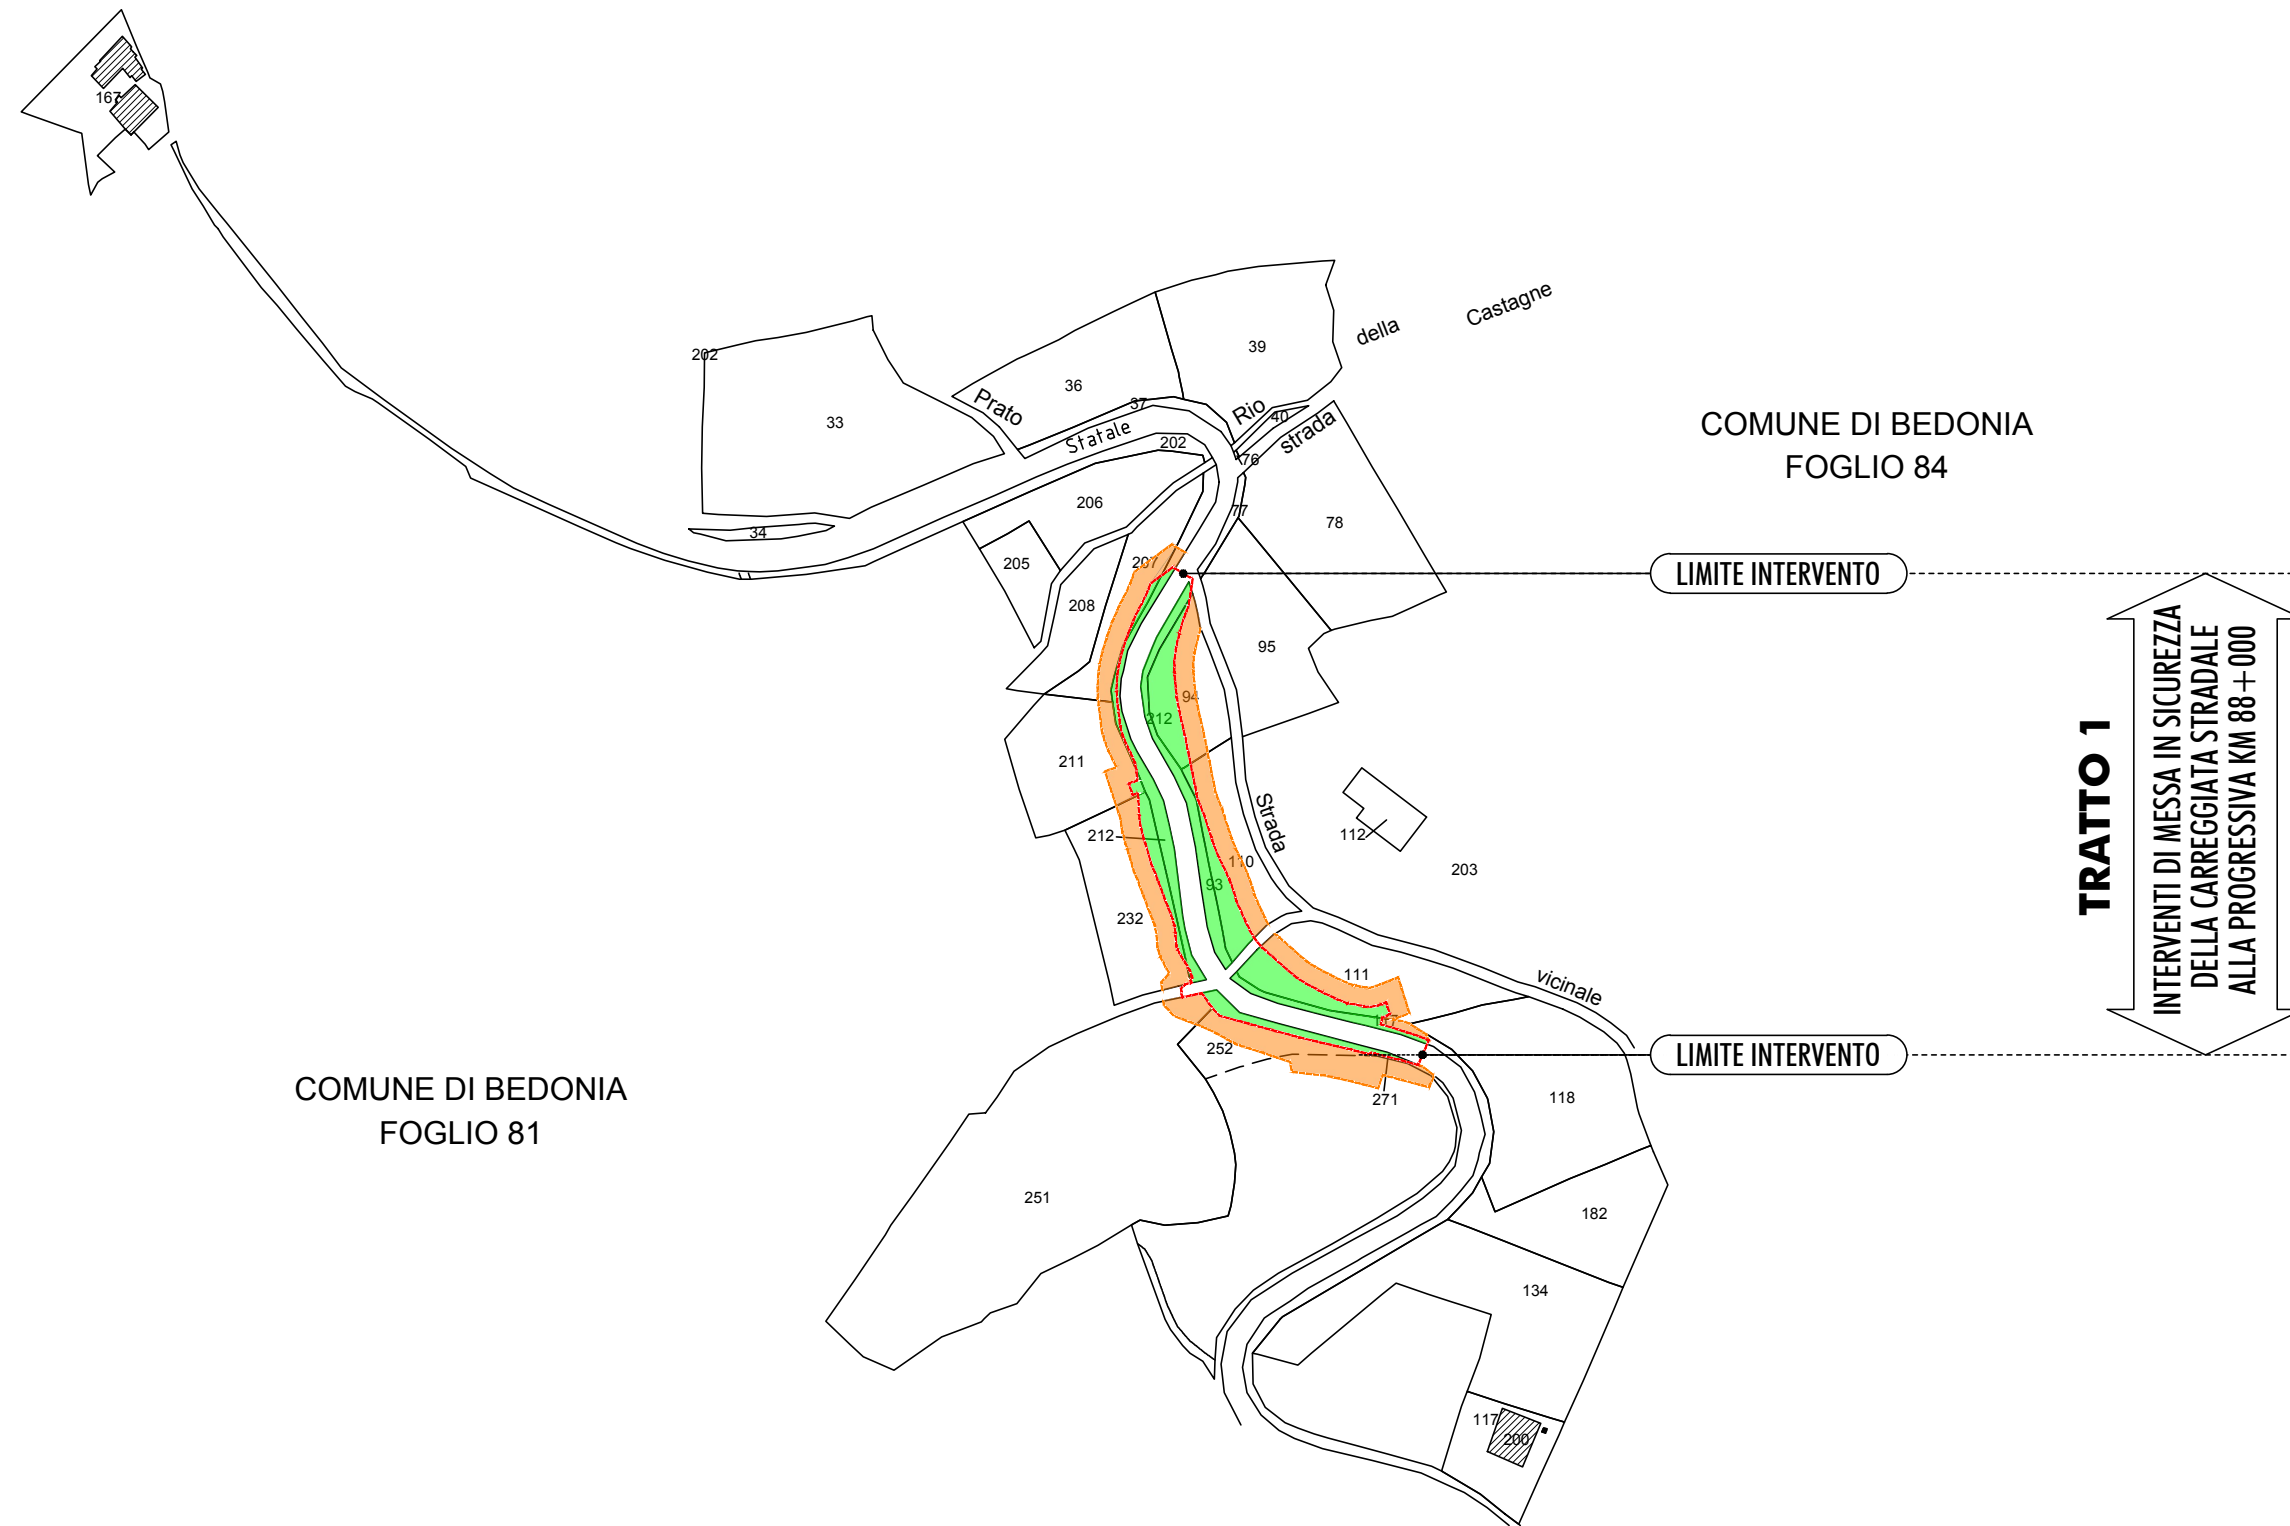 167
202
33
34
36
37
39
della
Castagne
Prato
Statale
202
Rio
40
strada
76
77
78
206
205
207
208
95
94
212
211
212
110
93
232
Strada
112
203
111
vicinale
252
271
118
251
182
134
117
200
COMUNE DI BEDONIA
FOGLIO 84
LIMITE INTERVENTO
LIMITE INTERVENTO
TRATTO 1
INTERVENTI DI MESSA IN SICUREZZA
DELLA CARREGGIATA STRADALE
ALLA PROGRESSIVA KM 88+000
COMUNE DI BEDONIA
FOGLIO 81